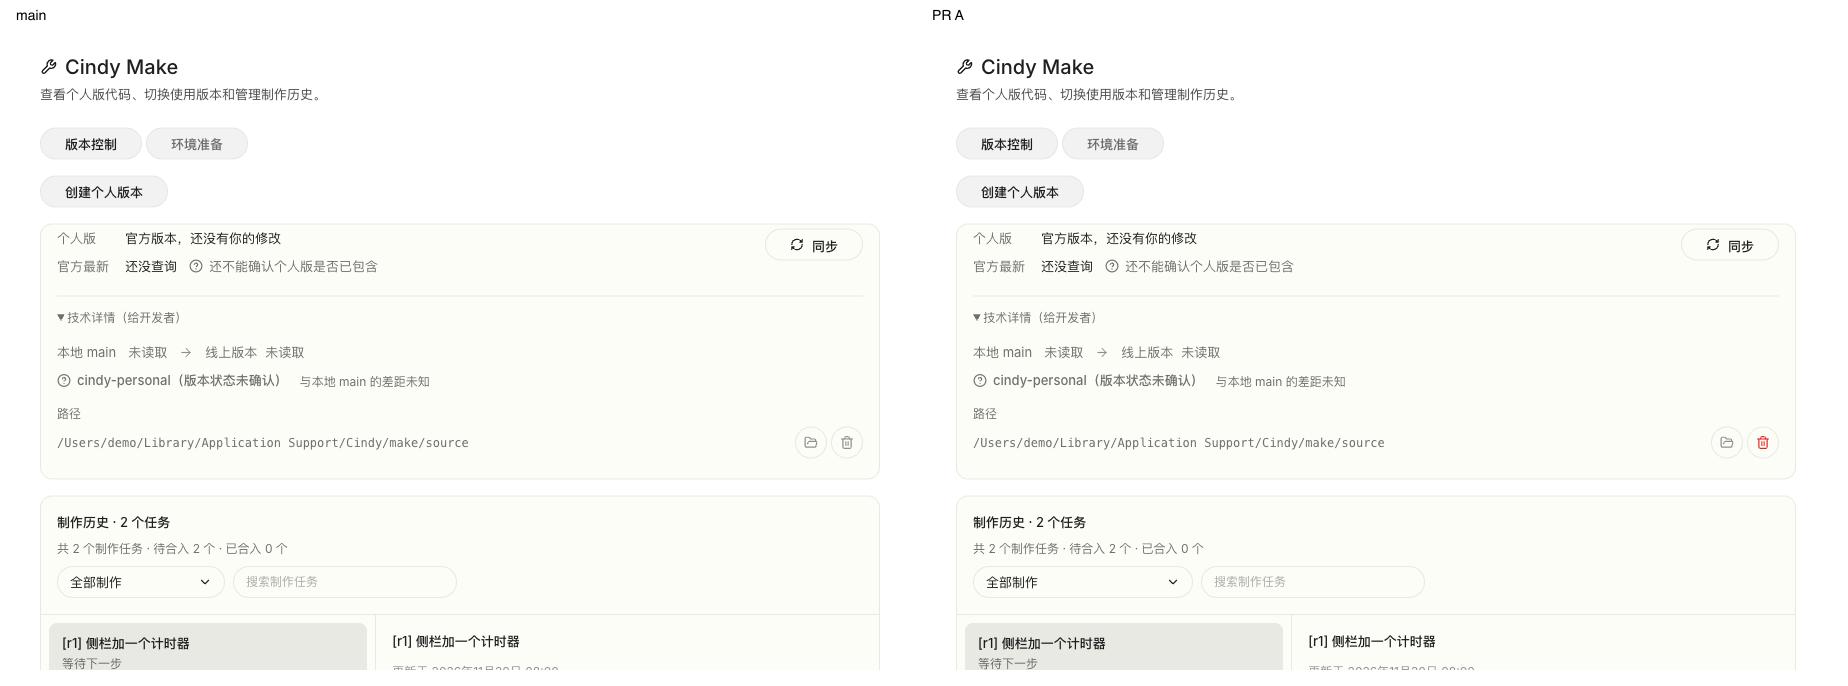 main
Cindy Make
查看个人版代码、切换使用版本和管理制作历史。
版本控制 环境准备
创建个人版本
个人版 官方版本，还没有你的修改 同步
官方最新 还没查询 还不能确认个人版是否已包含
技术详情（给开发者）
本地 main 未读取 → 线上版本 未读取
cindy-personal（版本状态未确认） 与本地 main 的差距未知
路径
/Users/demo/Library/Application Support/Cindy/make/source
制作历史 · 2 个任务
共 2 个制作任务 · 待合入 2 个 · 已合入 0 个
全部制作 搜索制作任务
[r1] 侧栏加一个计时器 [r1] 侧栏加一个计时器
等待下一步
PR A
Cindy Make
查看个人版代码、切换使用版本和管理制作历史。
版本控制 环境准备
创建个人版本
个人版 官方版本，还没有你的修改 同步
官方最新 还没查询 还不能确认个人版是否已包含
技术详情（给开发者）
本地 main 未读取 → 线上版本 未读取
cindy-personal（版本状态未确认） 与本地 main 的差距未知
路径
/Users/demo/Library/Application Support/Cindy/make/source
制作历史 · 2 个任务
共 2 个制作任务 · 待合入 2 个 · 已合入 0 个
全部制作 搜索制作任务
[r1] 侧栏加一个计时器 [r1] 侧栏加一个计时器
等待下一步